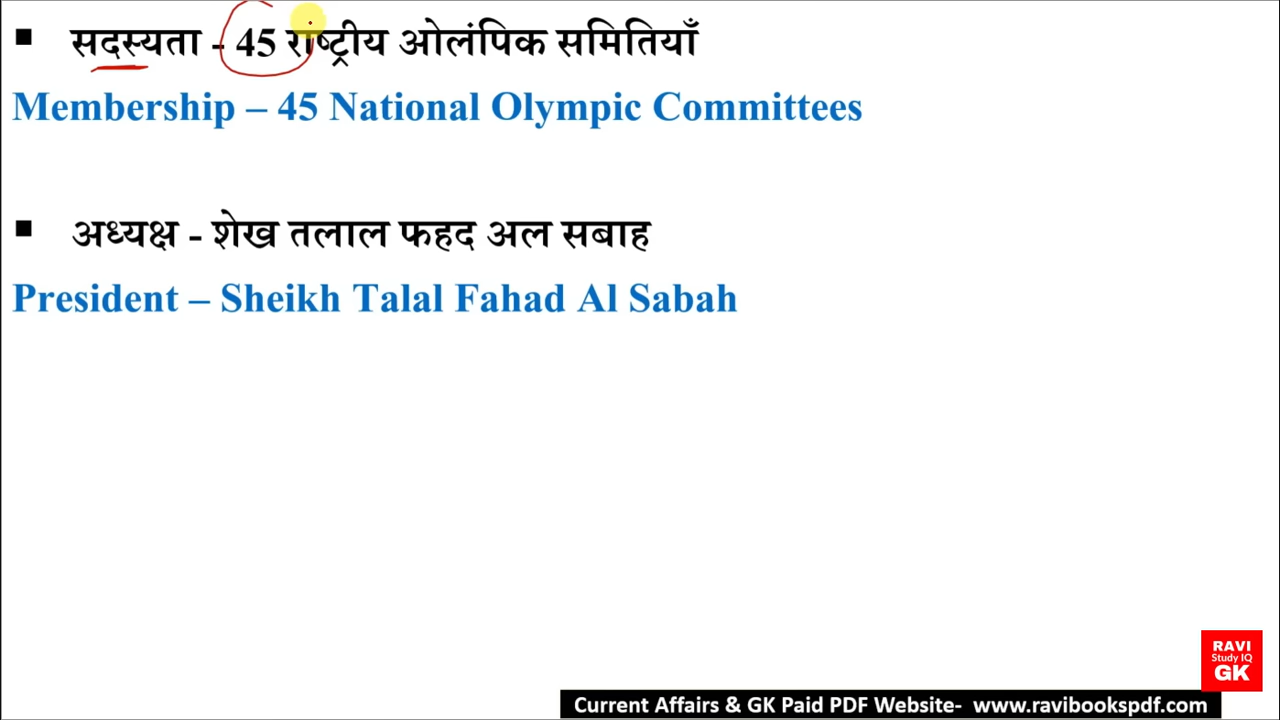 ▪ सदस्यता - 45 राष्ट्रीय ओलंपिक समितियाँ
Membership – 45 National Olympic Committees
▪ अध्यक्ष - शेख तलाल फहद अल सबाह
President – Sheikh Talal Fahad Al Sabah
RAVI
Study IQ
GK
Current Affairs & GK Paid PDF Website- www.ravibookspdf.com